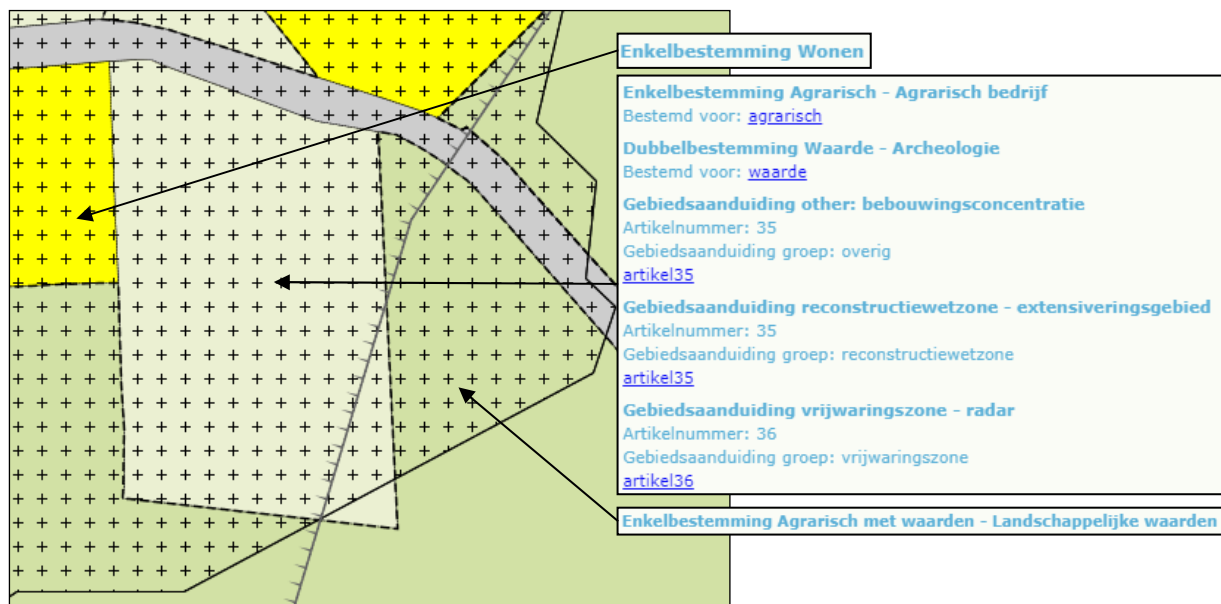 Enkelbestemming Wonen
Enkelbestemming Agrarisch - Agrarisch bedrijf
Bestemd voor: agrarisch
Dubbelbestemming Waarde - Archeologie
Bestemd voor: waarde
Gebiedsaanduiding other: bebouwingsconcentratie
Artikelnummer: 35
Gebiedsaanduiding groep: overig
artikel35
Gebiedsaanduiding reconstructiewetzone - extensiveringsgebied
Artikelnummer: 35
Gebiedsaanduiding groep: reconstructiewetzone
artikel35
Gebiedsaanduiding vrijwaringszone - radar
Artikelnummer: 36
Gebiedsaanduiding groep: vrijwaringszone
artikel36
Enkelbestemming Agrarisch met waarden - Landschappelijke waarden